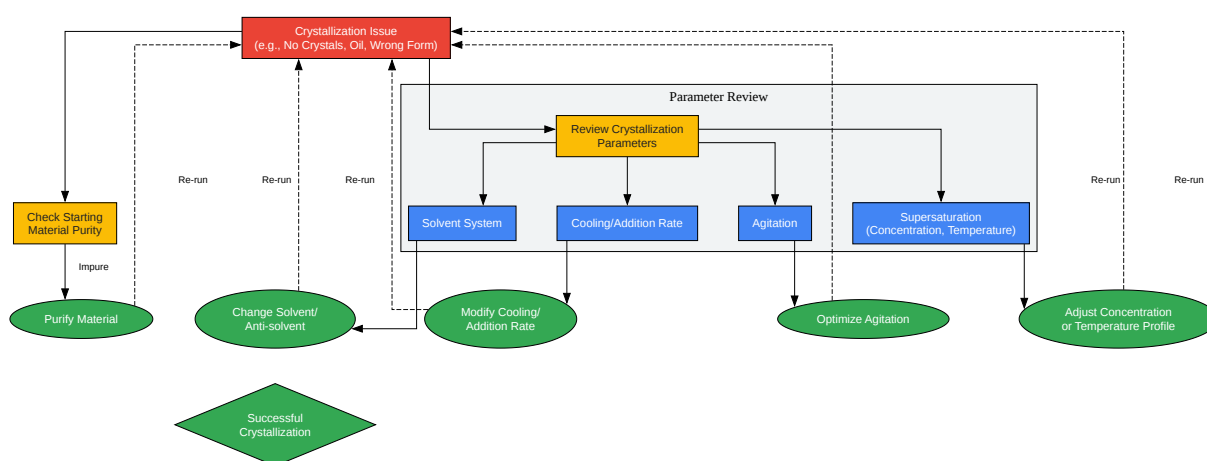 Crystallization Issue
(e.g., No Crystals, Oil, Wrong Form)
Parameter Review
Review Crystallization
Parameters
Re-run
Re-run
Re-run
Re-run
Re-run
Check Starting
Material Purity
Solvent System
Cooling/Addition Rate
Agitation
Supersaturation
(Concentration, Temperature)
Impure
Purify Material
Change Solvent/
Anti-solvent
Modify Cooling/
Addition Rate
Optimize Agitation
Adjust Concentration
or Temperature Profile
Successful
Crystallization